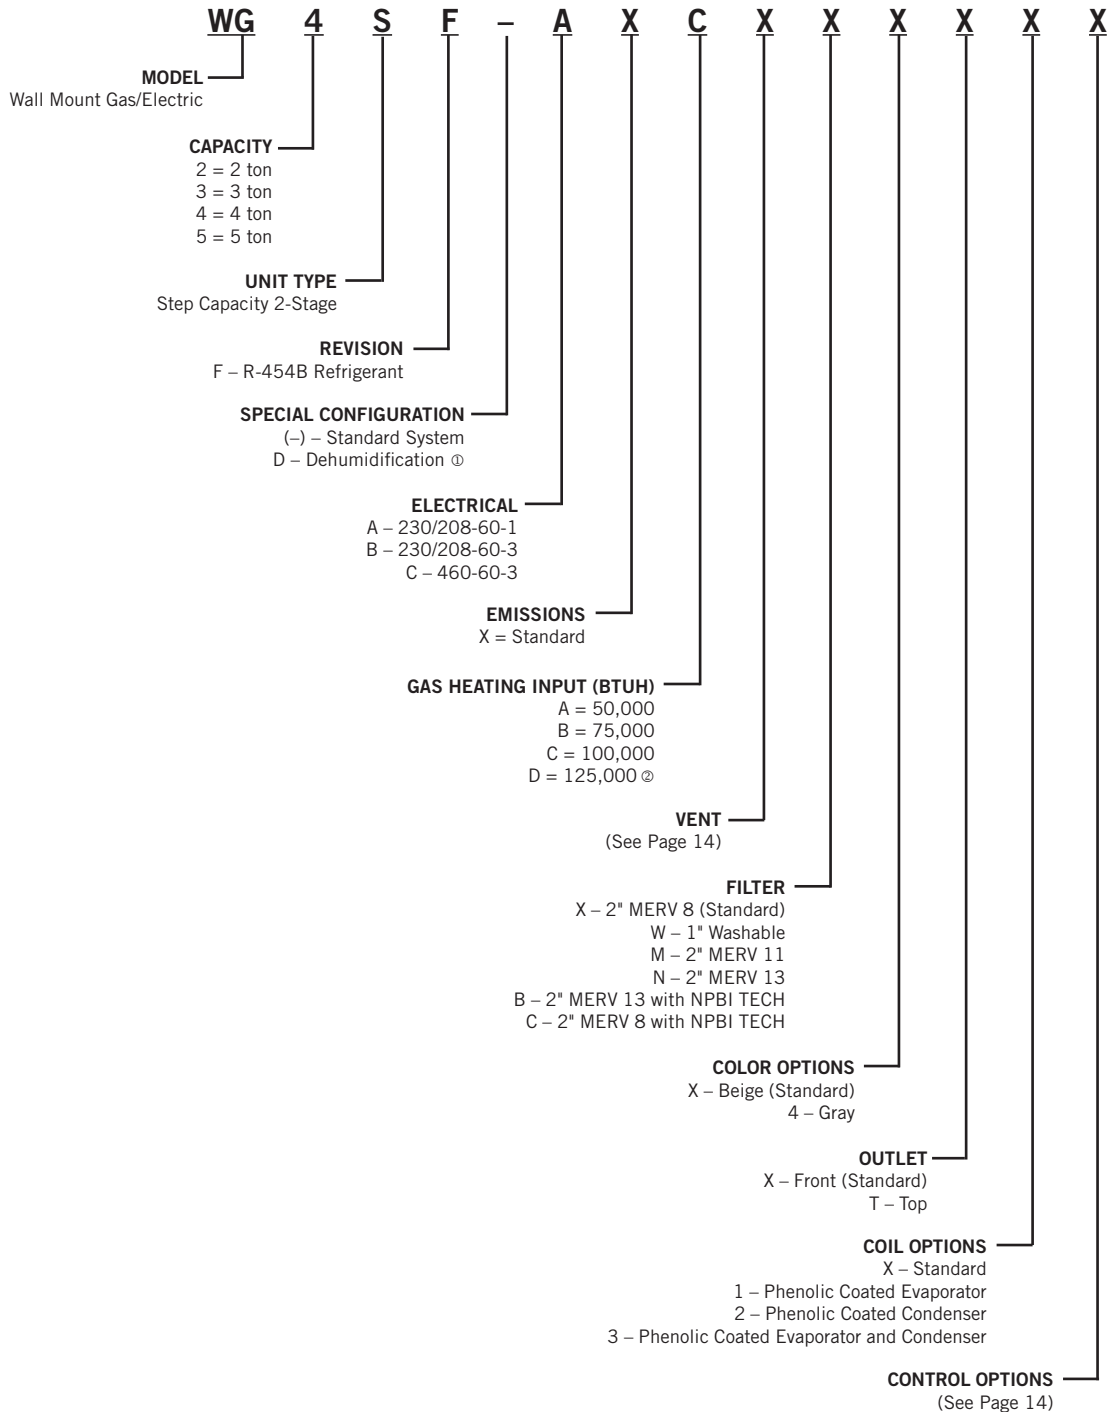 WG 4 S F – A X C X X X X X X
MODEL
Wall Mount Gas/Electric
CAPACITY
2 = 2 ton
3 = 3 ton
4 = 4 ton
5 = 5 ton
UNIT TYPE
Step Capacity 2-Stage
REVISION
F – R-454B Refrigerant
SPECIAL CONFIGURATION
(–) – Standard System
D – Dehumidification ①
ELECTRICAL
A – 230/208-60-1
B – 230/208-60-3
C – 460-60-3
EMISSIONS
X = Standard
GAS HEATING INPUT (BTUH)
A = 50,000
B = 75,000
C = 100,000
D = 125,000 ②
VENT
(See Page 14)
FILTER
X – 2" MERV 8 (Standard)
W – 1" Washable
M – 2" MERV 11
N – 2" MERV 13
B – 2" MERV 13 with NPBI TECH
C – 2" MERV 8 with NPBI TECH
COLOR OPTIONS
X – Beige (Standard)
4 – Gray
OUTLET
X – Front (Standard)
T – Top
COIL OPTIONS
X – Standard
1 – Phenolic Coated Evaporator
2 – Phenolic Coated Condenser
3 – Phenolic Coated Evaporator and Condenser
CONTROL OPTIONS
(See Page 14)